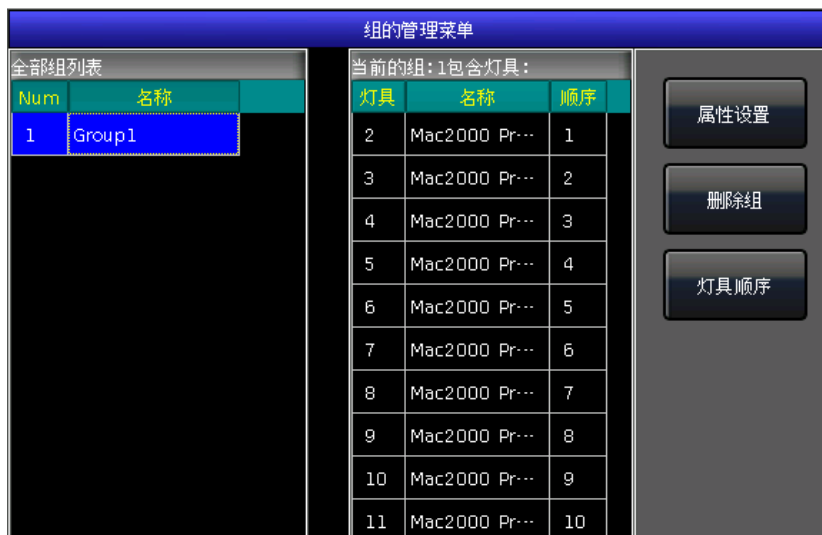 组的管理菜单
全部组列表
Num 名称
1 Group1
当前的组:1包含灯具:
灯具 名称 顺序
2 Mac2000 Pr··· 1
3 Mac2000 Pr··· 2
4 Mac2000 Pr··· 3
5 Mac2000 Pr··· 4
6 Mac2000 Pr··· 5
7 Mac2000 Pr··· 6
8 Mac2000 Pr··· 7
9 Mac2000 Pr··· 8
10 Mac2000 Pr··· 9
11 Mac2000 Pr··· 10
属性设置
删除组
灯具顺序